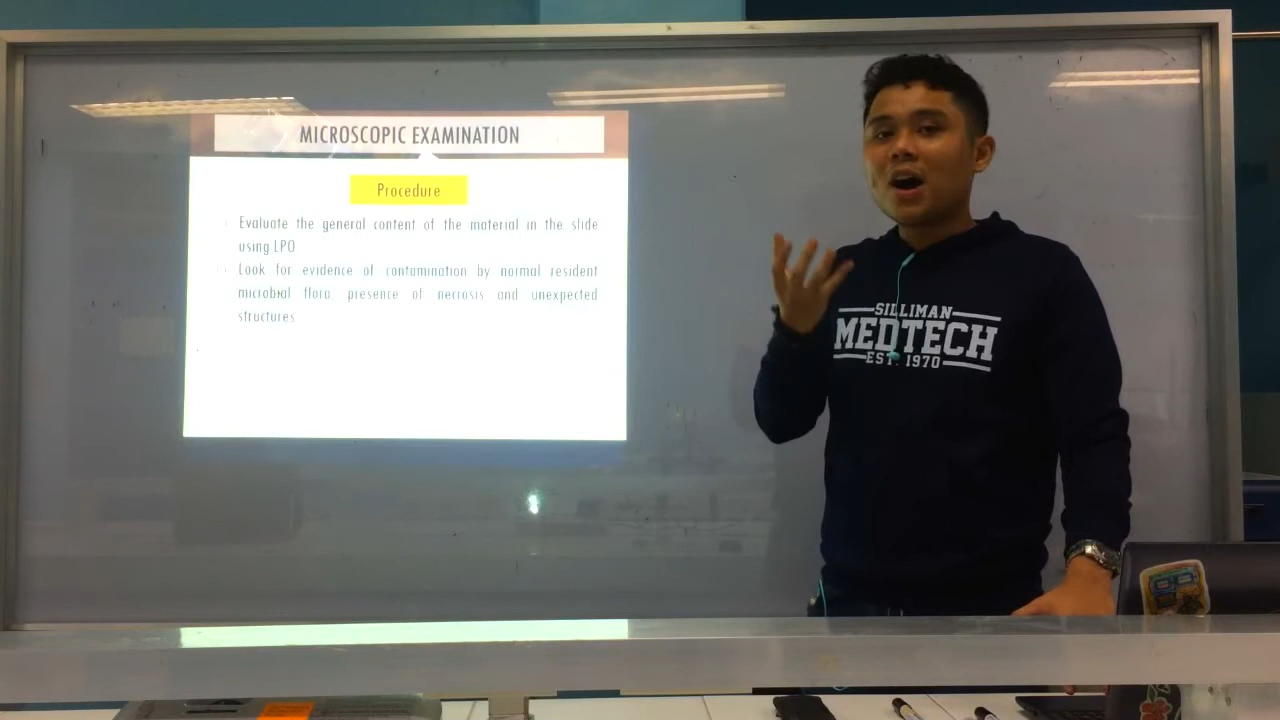 MICROSCOPIC EXAMINATION
Procedure
Evaluate the general content of the material in the slide
using LPO
Look for evidence of contamination by normal resident
microbial flora, presence of necrosis and unexpected
structures
SILLIMAN
MEDTECH
EST. 1970